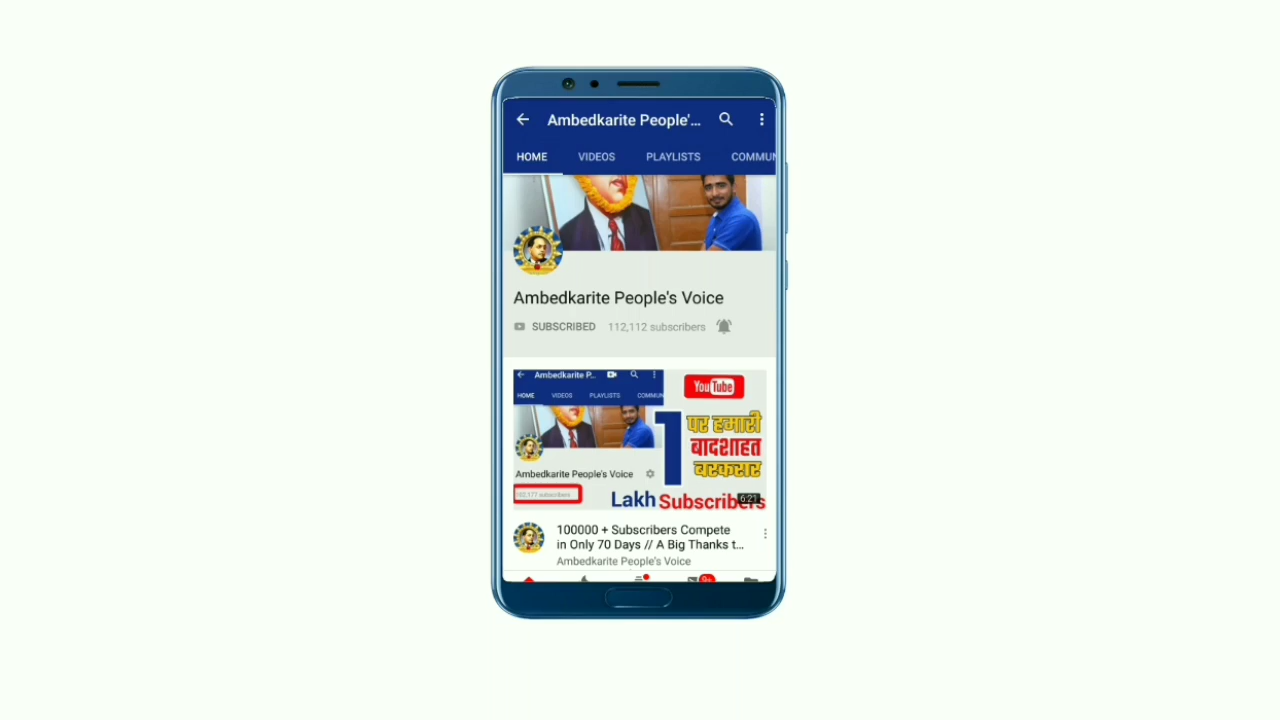 Ambedkarite People'...
HOME VIDEOS PLAYLISTS COMMUN
Ambedkarite People's Voice
SUBSCRIBED 112,112 subscribers
Ambedkarite P...
HOME VIDEOS PLAYLISTS COMMUN
YouTube
1 पर हमारी
बादशाहत
बरकरार
Ambedkarite People's Voice
Lakh Subscribers
6:21
100000 + Subscribers Compete
in Only 70 Days // A Big Thanks t...
Ambedkarite People's Voice
9+